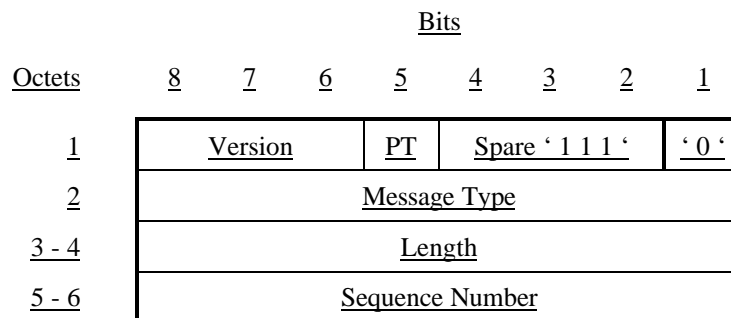 Bits
Octets 8 7 6 5 4 3 2 1
1 Version PT Spare ‘ 1 1 1 ‘ ‘ 0 ‘
2 Message Type
3 - 4 Length
5 - 6 Sequence Number